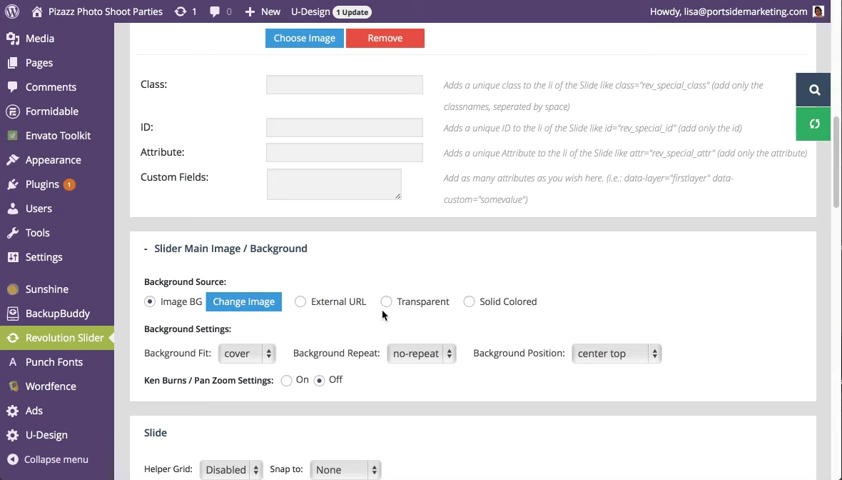 Pizazz Photo Shoot Parties 1 0 New U-Design 1 Update Howdy, lisa@portsidemarketing.com
Media
Pages
Comments
Formidable
Envato Toolkit
Appearance
Plugins 1
Users
Tools
Settings
Sunshine
BackupBuddy
Revolution Slider
Punch Fonts
Wordfence
Ads
U-Design
Collapse menu
Choose Image Remove
Class: Adds a unique class to the li of the Slide like class="rev_special_class" (add only the
classnames, seperated by space)
ID: Adds a unique ID to the li of the Slide like id="rev_special_id" (add only the id)
Attribute: Adds a unique Attribute to the li of the Slide like attr="rev_special_attr" (add only the attribute)
Custom Fields: Add as many attributes as you wish here. (i.e.: data-layer="firstlayer" data-
custom="somevalue")
- Slider Main Image / Background
Background Source:
Image BG Change Image External URL Transparent Solid Colored
Background Settings:
Background Fit: cover Background Repeat: no-repeat Background Position: center top
Ken Burns / Pan Zoom Settings: On Off
Slide
Helper Grid: Disabled Snap to: None